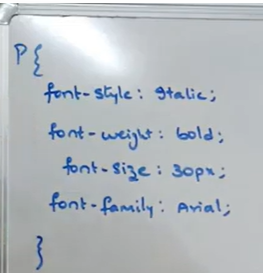 P{
font-style: Italic;
font-weight: bold;
font-size: 30px;
font-family: Arial;
}